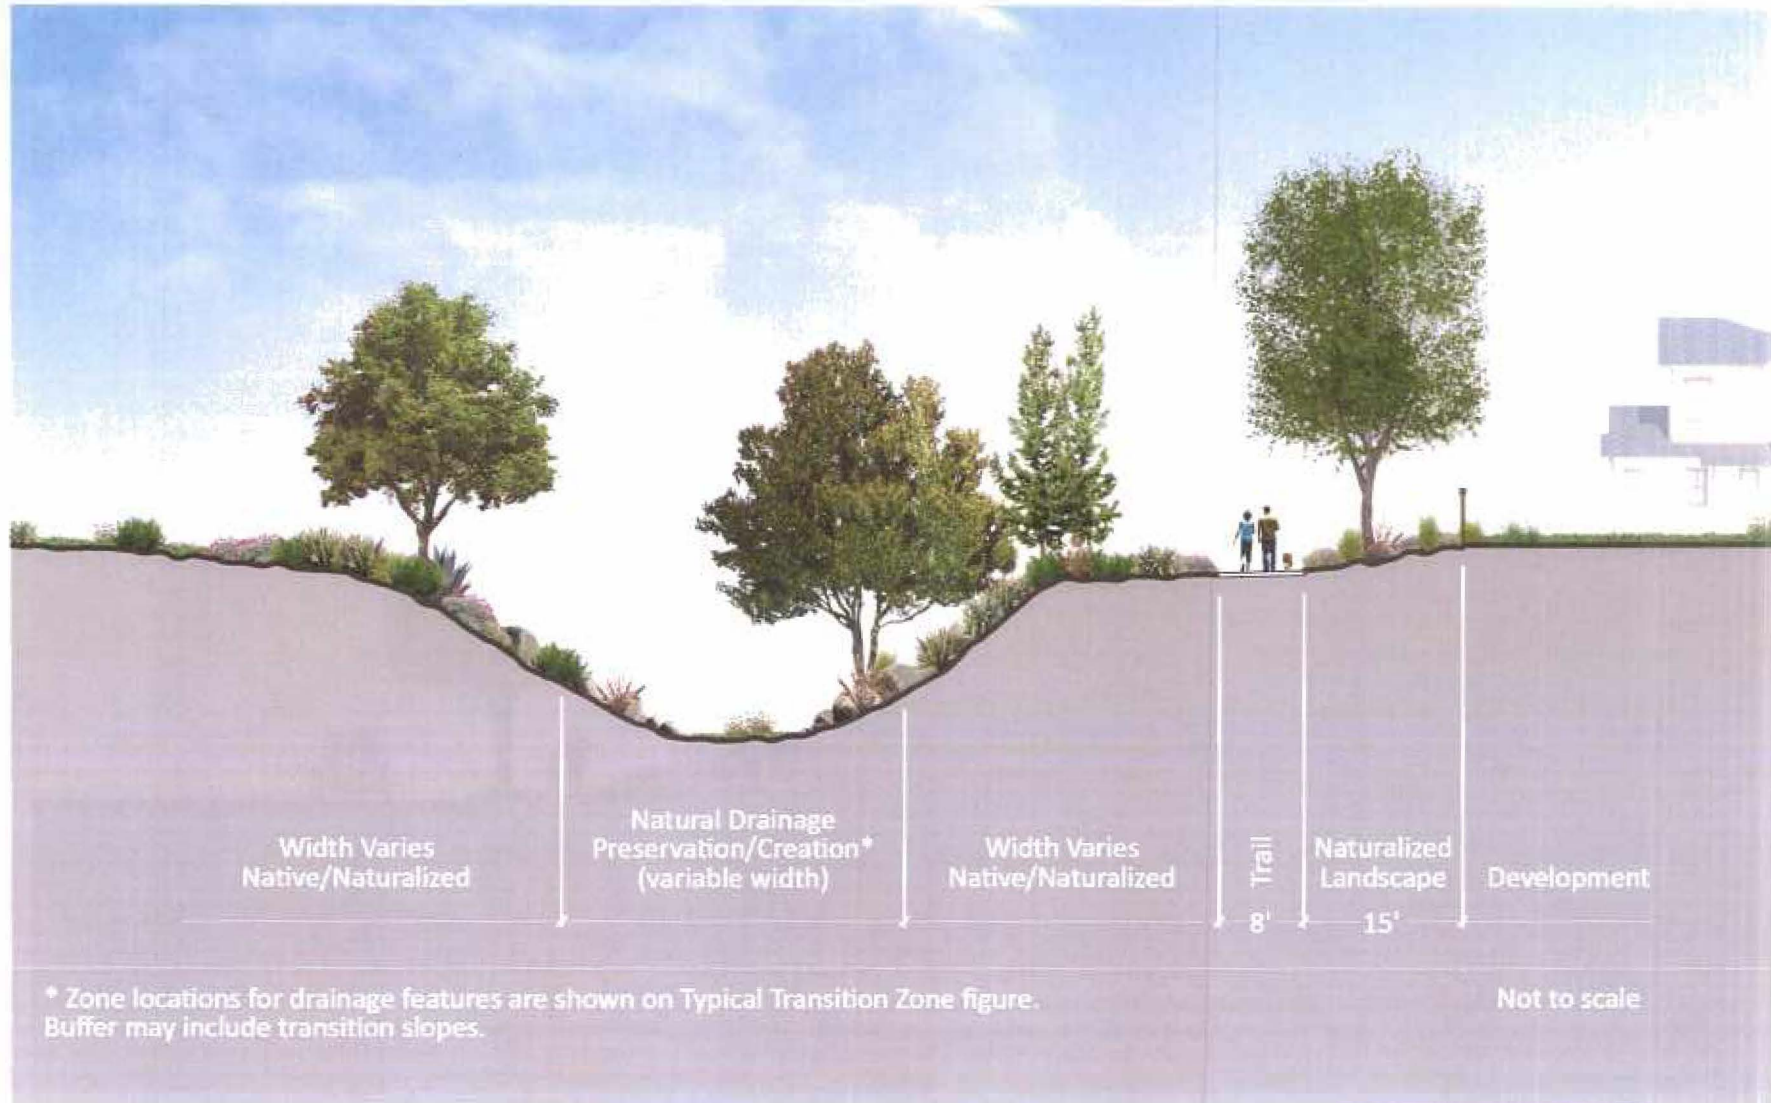 Width Varies
Native/Naturalized
Natural Drainage
Preservation/Creation*
(variable width)
Width Varies
Native/Naturalized
Trail
8'
Naturalized
Landscape
15'
Development
* Zone locations for drainage features are shown on Typical Transition Zone figure.
Buffer may include transition slopes.
Not to scale